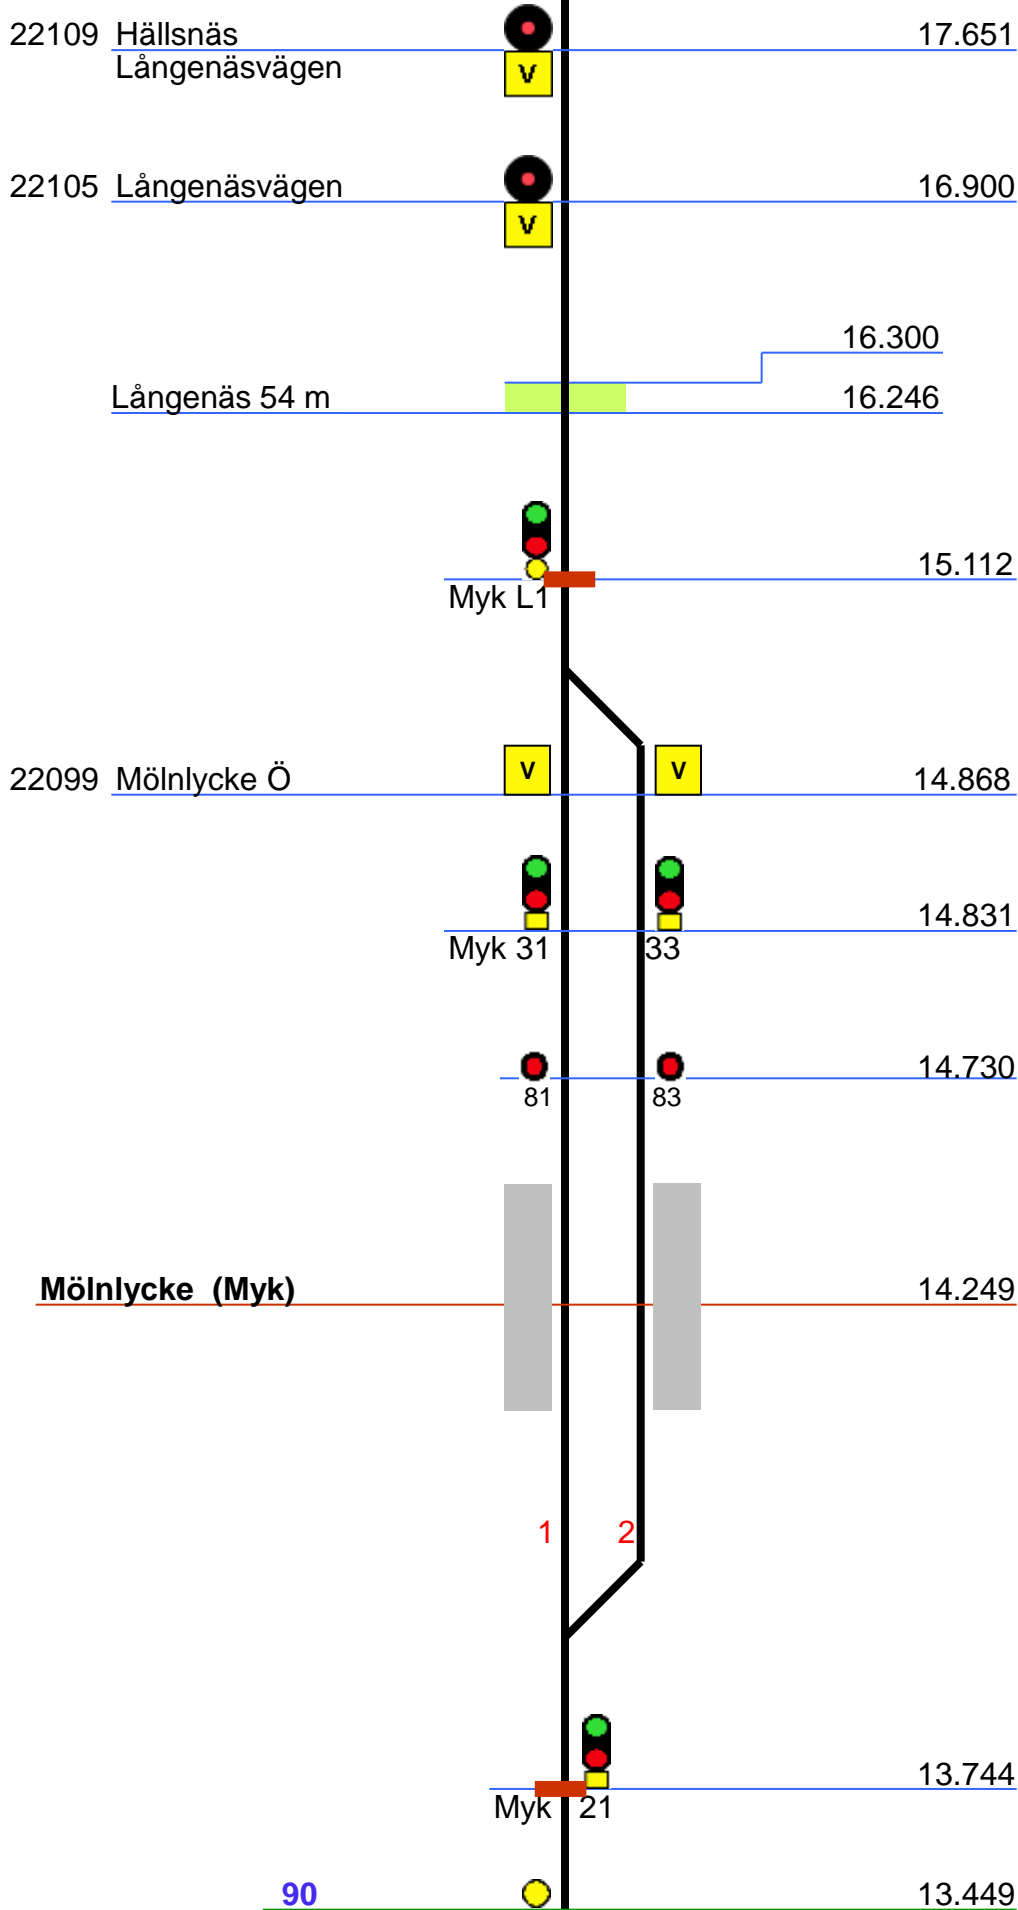 22109 Hällsnäs 17.651
Långenäsvägen
V
22105 Långenäsvägen 16.900
V
16.300
Långenäs 54 m 16.246
15.112
Myk L1
V V
22099 Mölnlycke Ö 14.868
14.831
Myk 31 33
14.730
81 83
Mölnlycke (Myk) 14.249
1 2
13.744
Myk 21
90 13.449